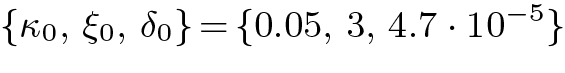 {κ₀, ξ₀, δ₀} = {0.05, 3, 4.7 · 10⁻⁵}